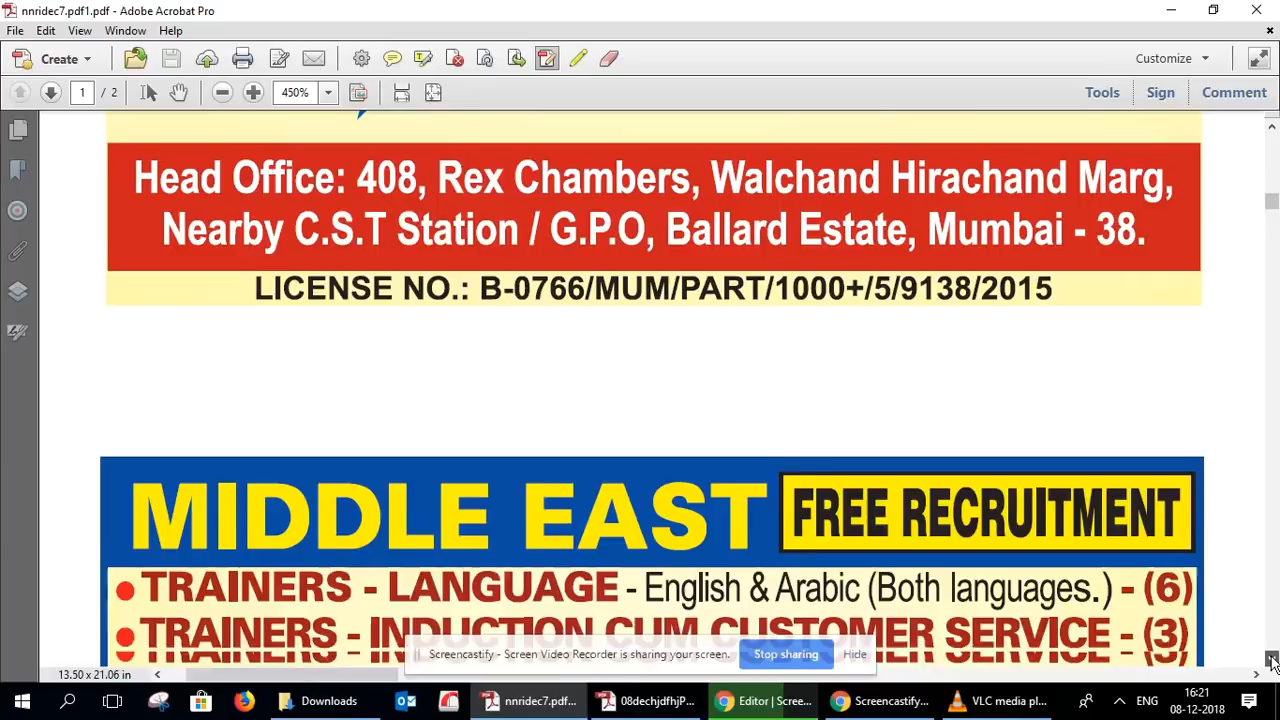 nnridec7.pdf1.pdf - Adobe Acrobat Pro
File Edit View Window Help
Create Customize
1 / 2 450% Tools Sign Comment
Head Office: 408, Rex Chambers, Walchand Hirachand Marg,
Nearby C.S.T Station / G.P.O, Ballard Estate, Mumbai - 38.
LICENSE NO.: B-0766/MUM/PART/1000+/5/9138/2015
MIDDLE EAST FREE RECRUITMENT
• TRAINERS - LANGUAGE - English & Arabic (Both languages.) - (6)
• TRAINERS - INDUCTION CUM CUSTOMER SERVICE - (3)
Screencastify - Screen Video Recorder is sharing your screen. Stop sharing Hide
13.50 x 21.06 in
Downloads nnridec7.pdf... 08dechjdfhjP... Editor | Scree... Screencastify... VLC media pl... ENG 16:21
08-12-2018